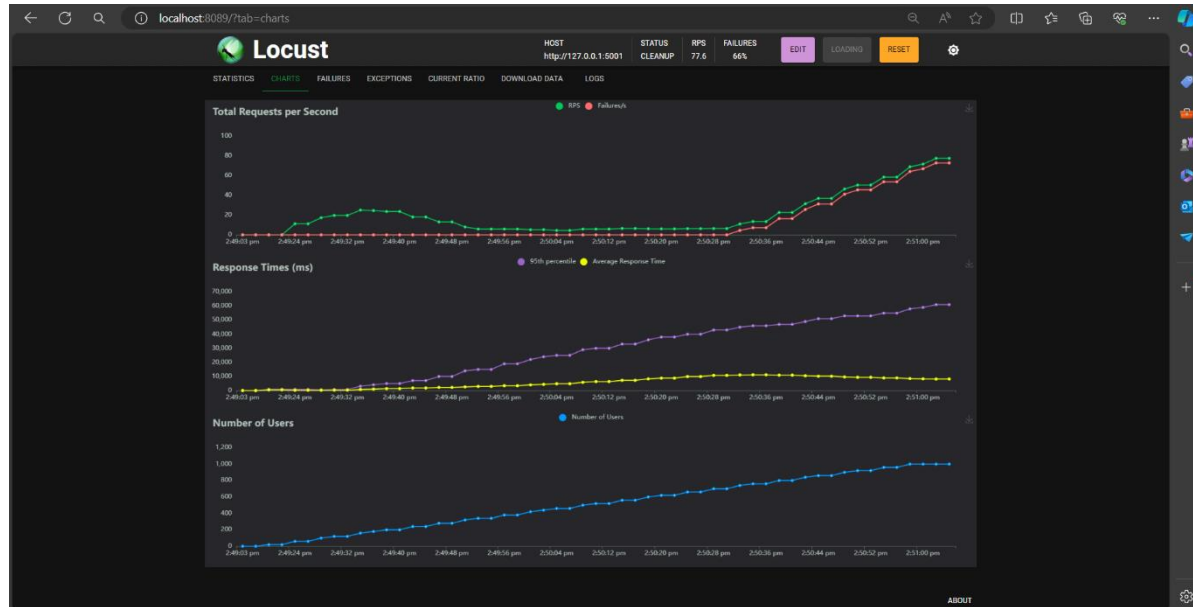 localhost:8089/?tab=charts
Locust
HOST
http://127.0.0.1:5001
STATUS
CLEANUP
RPS
77.6
FAILURES
66%
EDIT
LOADING
RESET
STATISTICS CHARTS FAILURES EXCEPTIONS CURRENT RATIO DOWNLOAD DATA LOGS
Total Requests per Second
RPS Failures/s
100
80
60
40
20
0
2:49:03 pm 2:49:24 pm 2:49:32 pm 2:49:40 pm 2:49:48 pm 2:49:56 pm 2:50:04 pm 2:50:12 pm 2:50:20 pm 2:50:28 pm 2:50:36 pm 2:50:44 pm 2:50:52 pm 2:51:00 pm
Response Times (ms)
95th percentile Average Response Time
70,000
60,000
50,000
40,000
30,000
20,000
10,000
0
2:49:03 pm 2:49:24 pm 2:49:32 pm 2:49:40 pm 2:49:48 pm 2:49:56 pm 2:50:04 pm 2:50:12 pm 2:50:20 pm 2:50:28 pm 2:50:36 pm 2:50:44 pm 2:50:52 pm 2:51:00 pm
Number of Users
Number of Users
1,200
1,000
800
600
400
200
0
2:49:03 pm 2:49:24 pm 2:49:32 pm 2:49:40 pm 2:49:48 pm 2:49:56 pm 2:50:04 pm 2:50:12 pm 2:50:20 pm 2:50:28 pm 2:50:36 pm 2:50:44 pm 2:50:52 pm 2:51:00 pm
ABOUT